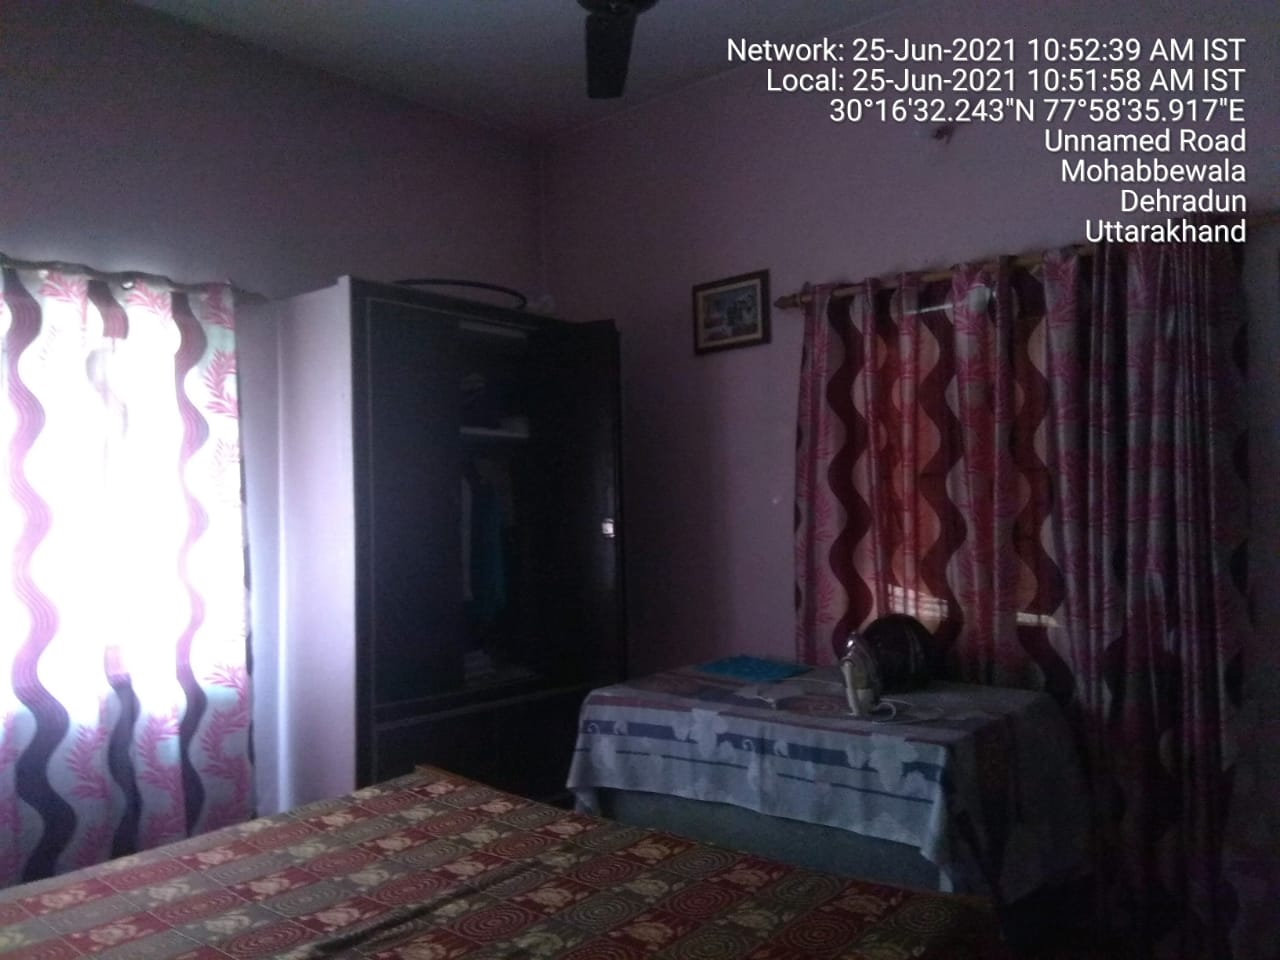 Network: 25-Jun-2021 10:52:39 AM IST
Local: 25-Jun-2021 10:51:58 AM IST
30°16'32.243"N 77°58'35.917"E
Unnamed Road
Mohabbewala
Dehradun
Uttarakhand